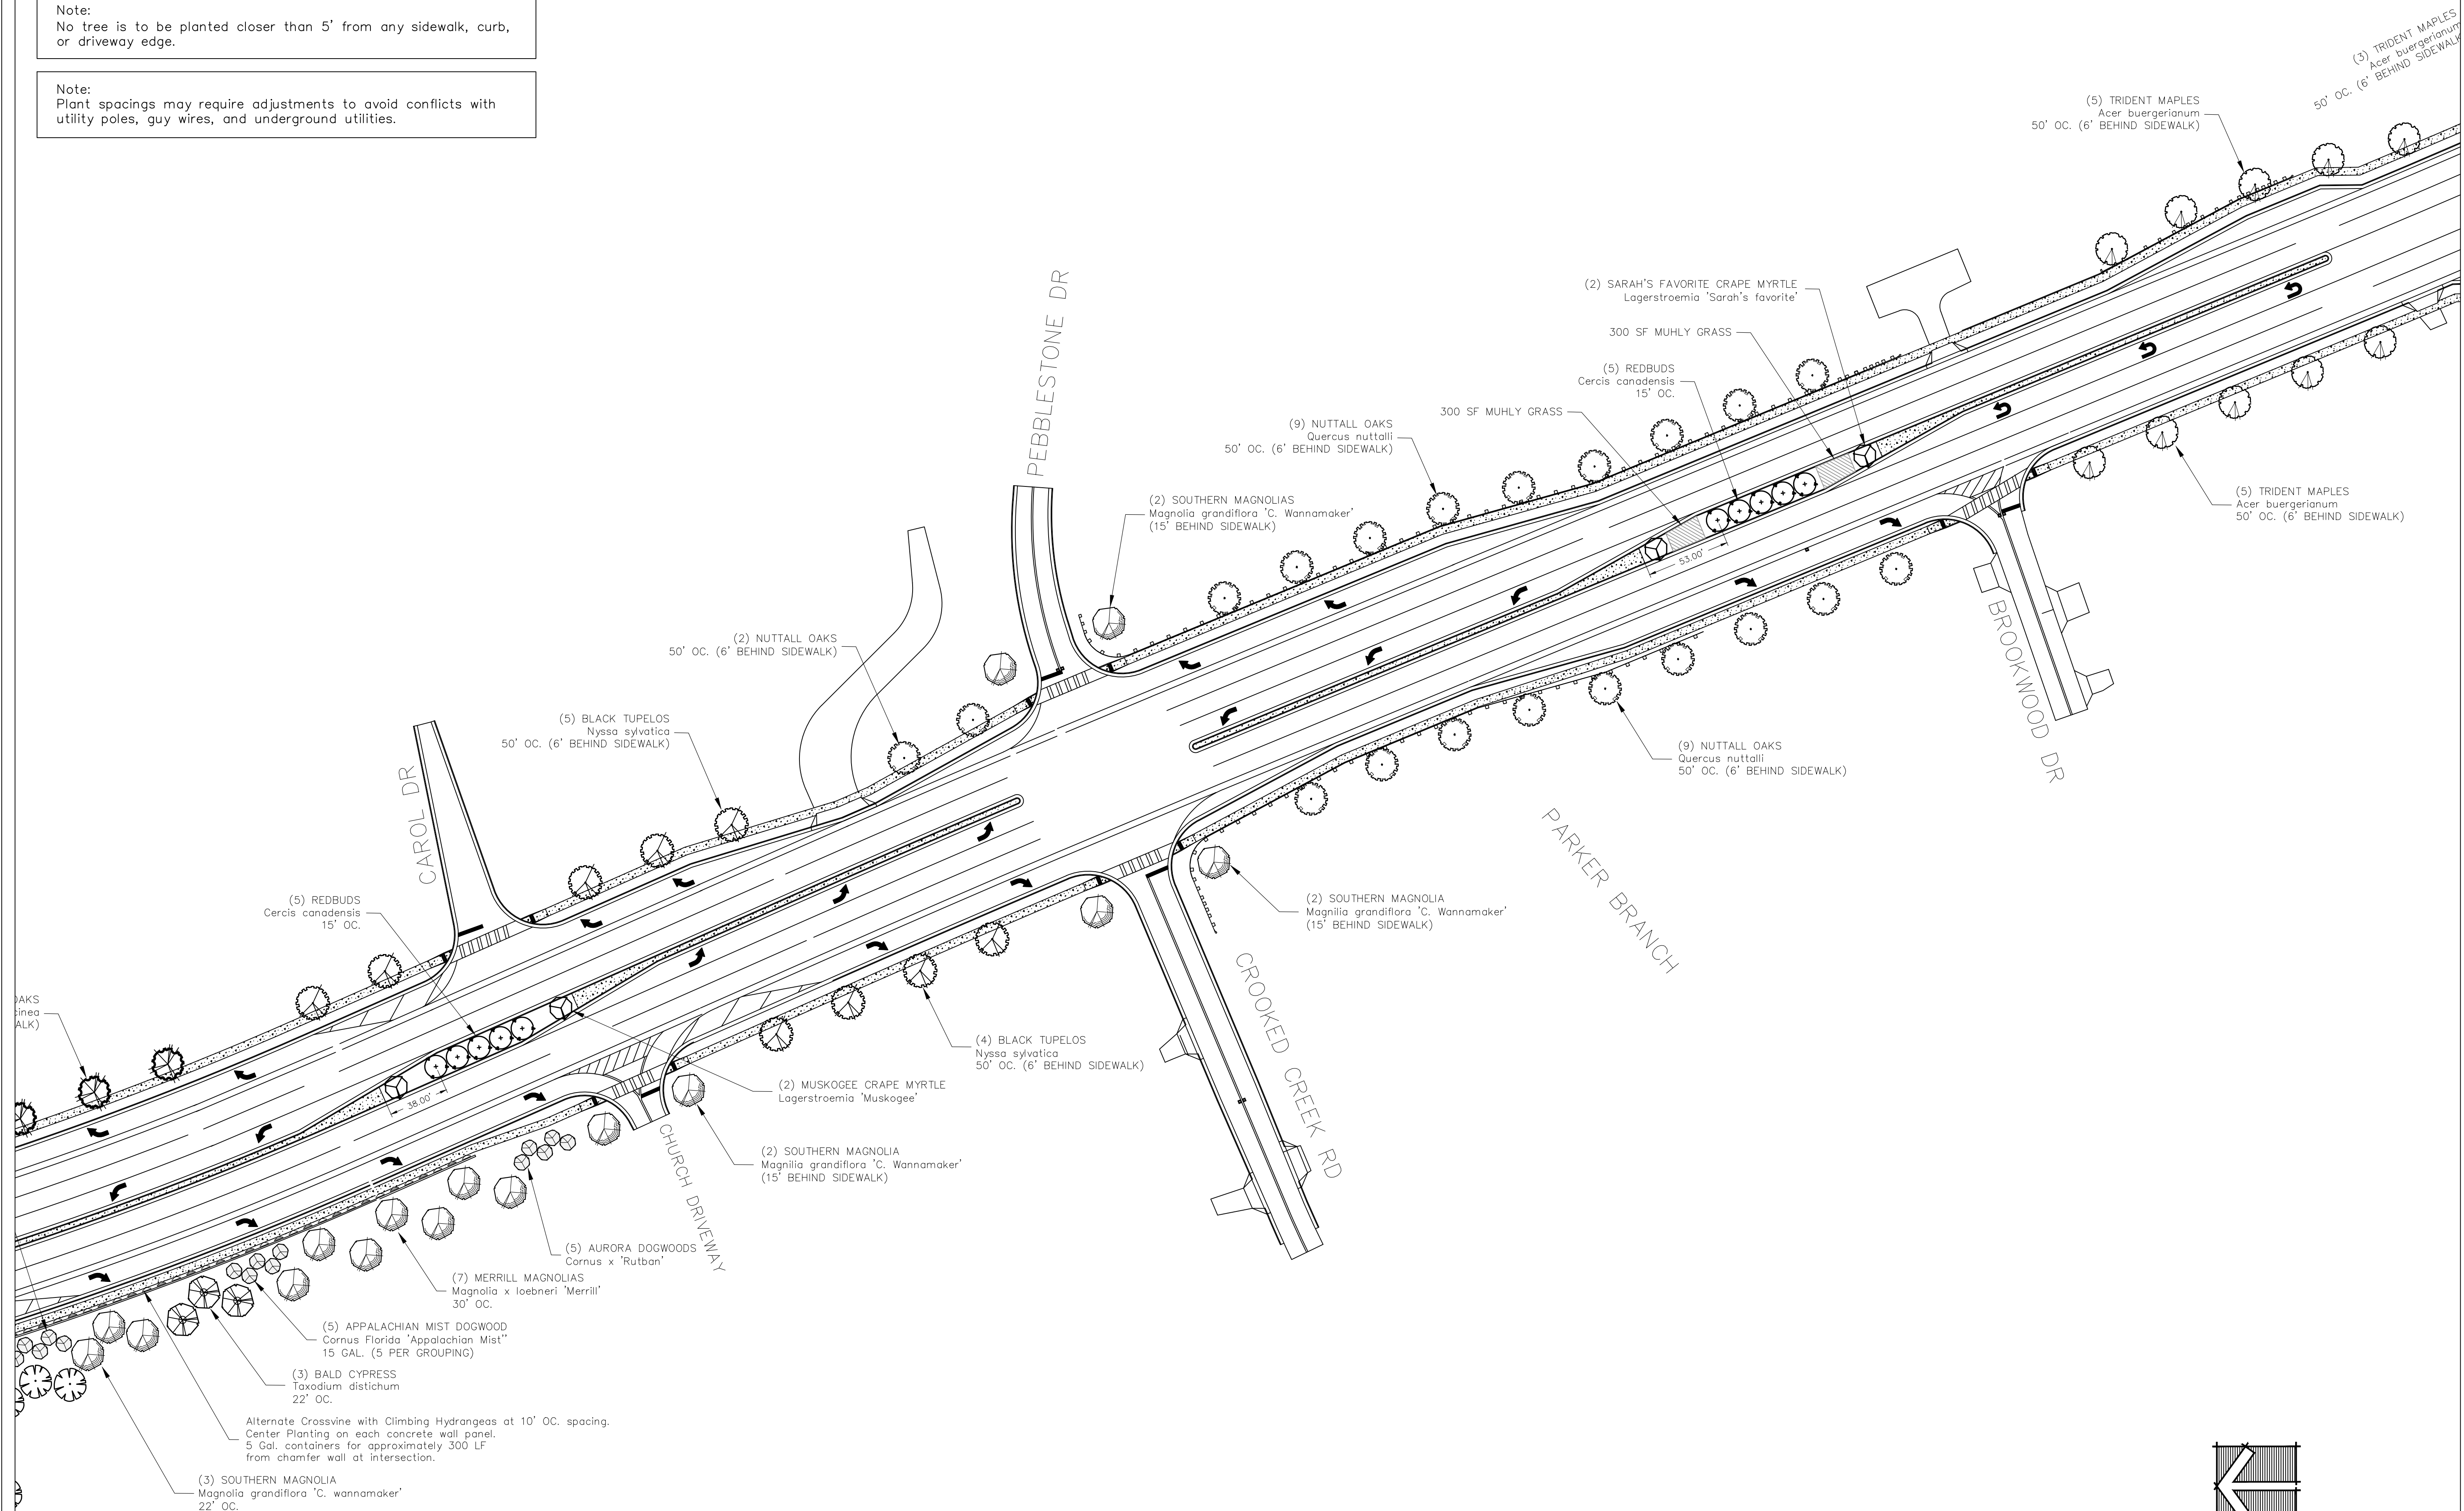 Note:
No tree is to be planted closer than 5' from any sidewalk, curb,
or driveway edge.
Note:
Plant spacings may require adjustments to avoid conflicts with
utility poles, guy wires, and underground utilities.
(3) TRIDENT MAPLES
Acer buergerianum
50' OC. (6' BEHIND SIDEWALK
(5) TRIDENT MAPLES
Acer buergerianum
50' OC. (6' BEHIND SIDEWALK)
(2) SARAH'S FAVORITE CRAPE MYRTLE
Lagerstroemia 'Sarah's favorite'
300 SF MUHLY GRASS
(5) REDBUDS
Cercis canadensis
15' OC.
300 SF MUHLY GRASS
(9) NUTTALL OAKS
Quercus nuttalli
50' OC. (6' BEHIND SIDEWALK)
PEBBLESTONE DR
(2) SOUTHERN MAGNOLIAS
Magnolia grandiflora 'C. Wannamaker'
(15' BEHIND SIDEWALK)
53.00'
(5) TRIDENT MAPLES
Acer buergerianum
50' OC. (6' BEHIND SIDEWALK)
BROOKWOOD DR
(2) NUTTALL OAKS
50' OC. (6' BEHIND SIDEWALK)
(5) BLACK TUPELOS
Nyssa sylvatica
50' OC. (6' BEHIND SIDEWALK)
(9) NUTTALL OAKS
Quercus nuttalli
50' OC. (6' BEHIND SIDEWALK)
PARKER BRANCH
CAROL DR
(5) REDBUDS
Cercis canadensis
15' OC.
(2) SOUTHERN MAGNOLIA
Magnilia grandiflora 'C. Wannamaker'
(15' BEHIND SIDEWALK)
CROOKED CREEK RD
OAKS
cinea
ALK)
(4) BLACK TUPELOS
Nyssa sylvatica
50' OC. (6' BEHIND SIDEWALK)
(2) MUSKOGEE CRAPE MYRTLE
Lagerstroemia 'Muskogee'
38.00'
(2) SOUTHERN MAGNOLIA
Magnilia grandiflora 'C. Wannamaker'
(15' BEHIND SIDEWALK)
CHURCH DRIVEWAY
(5) AURORA DOGWOODS
Cornus x 'Rutban'
(7) MERRILL MAGNOLIAS
Magnolia x loebneri 'Merrill'
30' OC.
(5) APPALACHIAN MIST DOGWOOD
Cornus Florida 'Appalachian Mist''
15 GAL. (5 PER GROUPING)
(3) BALD CYPRESS
Taxodium distichum
22' OC.
Alternate Crossvine with Climbing Hydrangeas at 10' OC. spacing.
Center Planting on each concrete wall panel.
5 Gal. containers for approximately 300 LF
from chamfer wall at intersection.
(3) SOUTHERN MAGNOLIA
Magnolia grandiflora 'C. wannamaker'
22' OC.